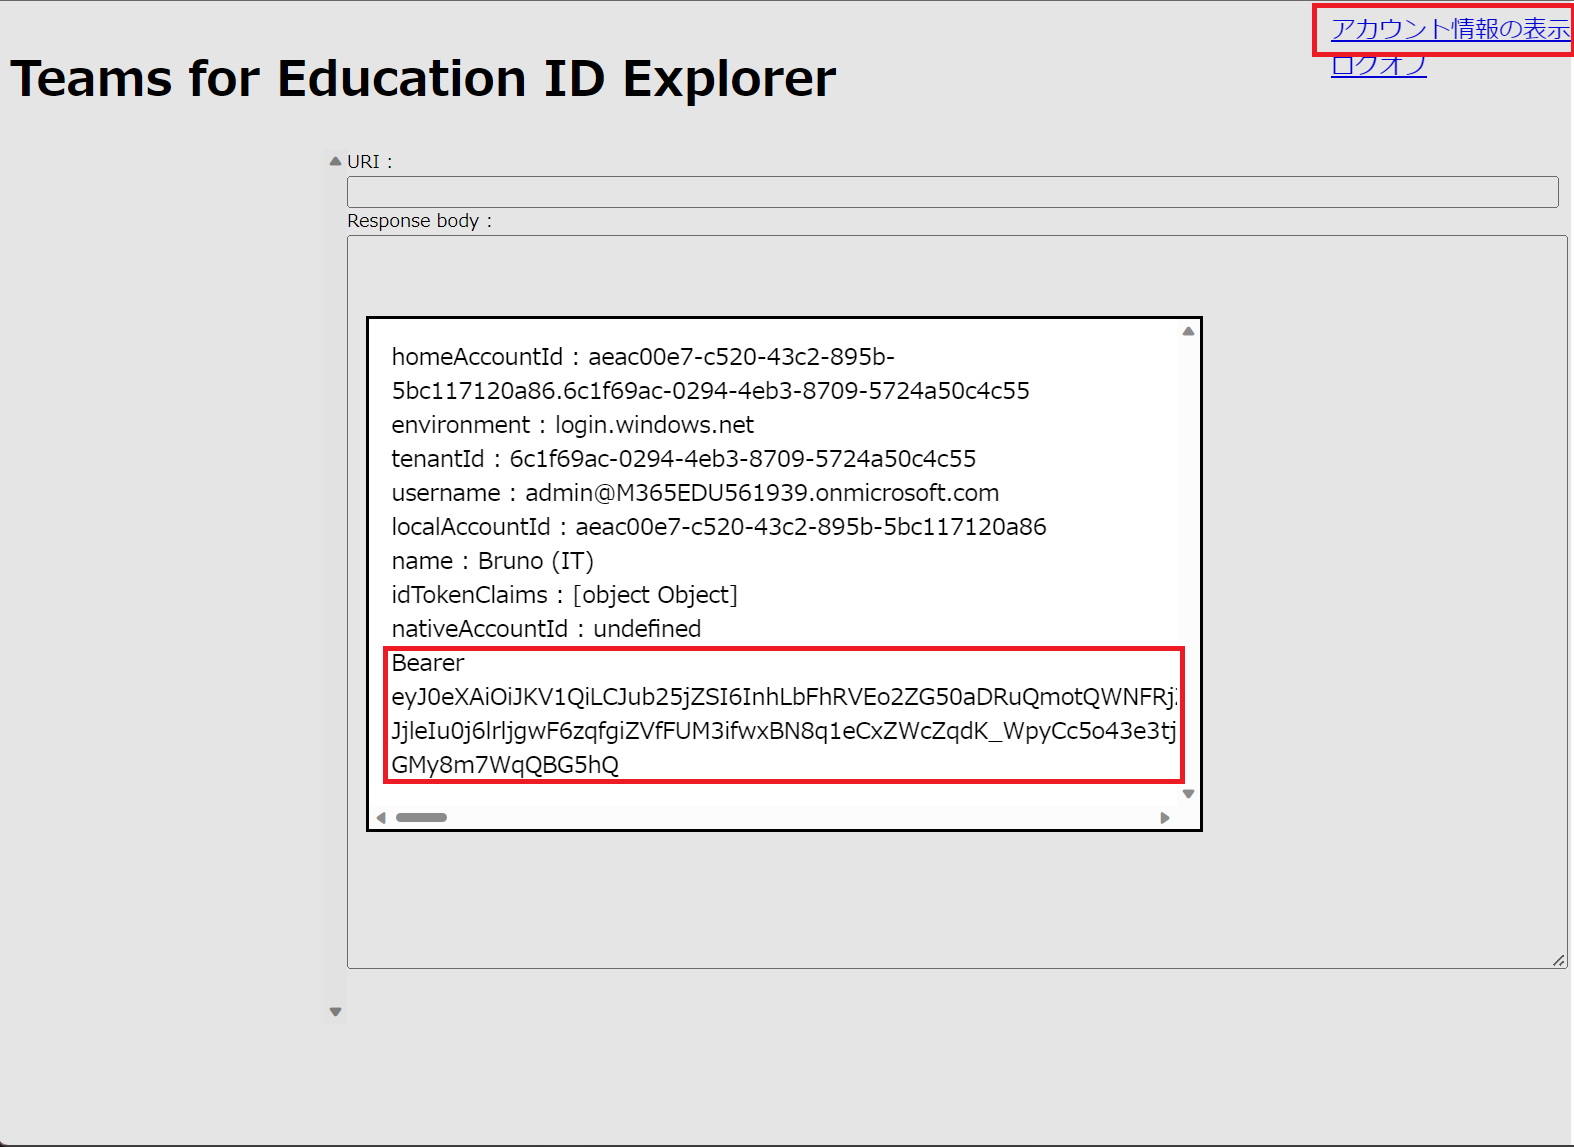 アカウント情報の表示
ログオフ
Teams for Education ID Explorer
URI :
Response body :
homeAccountId : aeac00e7-c520-43c2-895b-
5bc117120a86.6c1f69ac-0294-4eb3-8709-5724a50c4c55
environment : login.windows.net
tenantId : 6c1f69ac-0294-4eb3-8709-5724a50c4c55
username : admin@M365EDU561939.onmicrosoft.com
localAccountId : aeac00e7-c520-43c2-895b-5bc117120a86
name : Bruno (IT)
idTokenClaims : [object Object]
nativeAccountId : undefined
Bearer
eyJ0eXAiOiJKV1QiLCJub25jZSI6InhLbFhRVEo2ZG50aDRuQmotQWNFRj
JjleIu0j6lrljgwF6zqfgiZVfFUM3ifwxBN8q1eCxZWcZqdK_WpyCc5o43e3tj
GMy8m7WqQBG5hQ